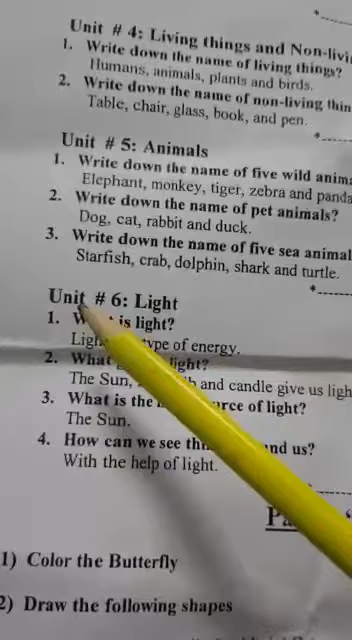 Unit # 4: Living things and Non-livi
1. Write down the name of living things?
Humans, animals, plants and birds.
2. Write down the name of non-living thin
Table, chair, glass, book, and pen.
Unit # 5: Animals
1. Write down the name of five wild anima
Elephant, monkey, tiger, zebra and panda
2. Write down the name of pet animals?
Dog, cat, rabbit and duck.
3. Write down the name of five sea animal
Starfish, crab, dolphin, shark and turtle.
Unit # 6: Light
1. is light?
type of energy.
2. What light?
The Sun, and candle give us ligh
3. What is the of light?
The Sun.
4. How can we see us?
With the help of light.
1) Color the Butterfly
2) Draw the following shapes